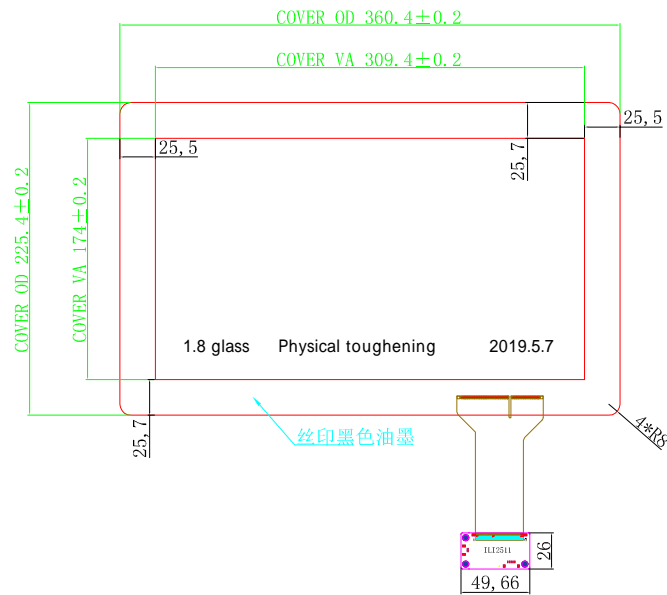 COVER OD 360.4±0.2
COVER VA 309.4±0.2
25,5
25,5
25,7
COVER OD 225.4±0.2
COVER VA 174±0.2
1.8 glass Physical toughening 2019.5.7
25,7
丝印黑色油墨
4*R8
ILI2511
26
49,66